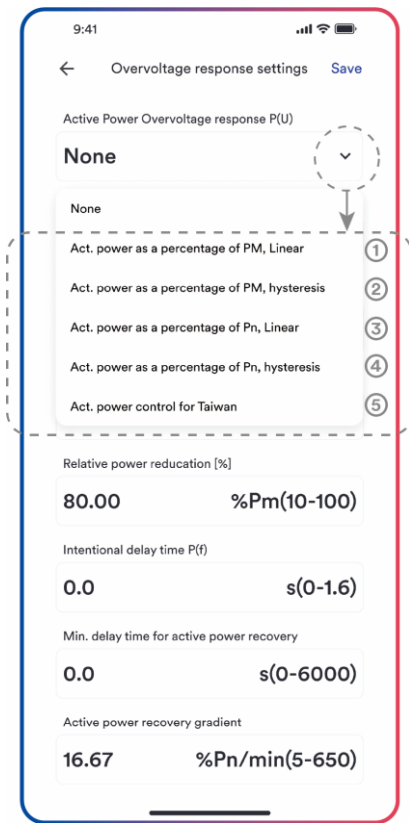 9:41
Overvoltage response settings Save
Active Power Overvoltage response P(U)
None
None
Act. power as a percentage of PM, Linear ①
Act. power as a percentage of PM, hysteresis ②
Act. power as a percentage of Pn, Linear ③
Act. power as a percentage of Pn, hysteresis ④
Act. power control for Taiwan ⑤
Relative power reducation [%]
80.00 %Pm(10-100)
Intentional delay time P(f)
0.0 s(0-1.6)
Min. delay time for active power recovery
0.0 s(0-6000)
Active power recovery gradient
16.67 %Pn/min(5-650)